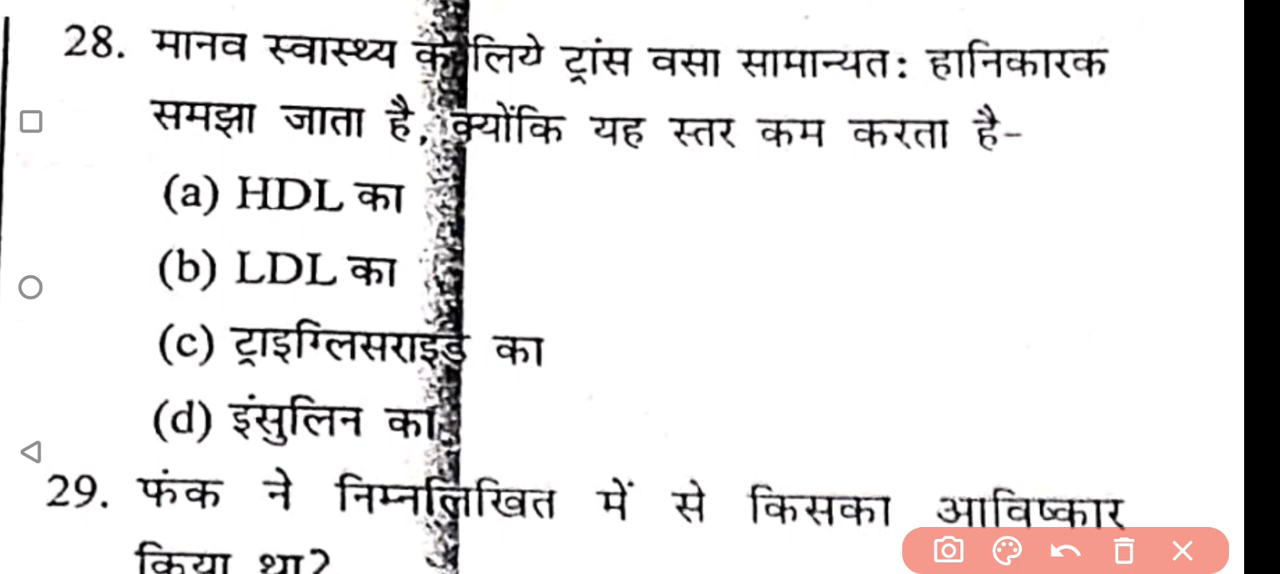 28. मानव स्वास्थ्य के लिये ट्रांस वसा सामान्यतः हानिकारक
समझा जाता है, क्योंकि यह स्तर कम करता है-
(a) HDL का
(b) LDL का
(c) ट्राइग्लिसराइड का
(d) इंसुलिन का
29. फंक ने निम्नलिखित में से किसका आविष्कार
किया था?